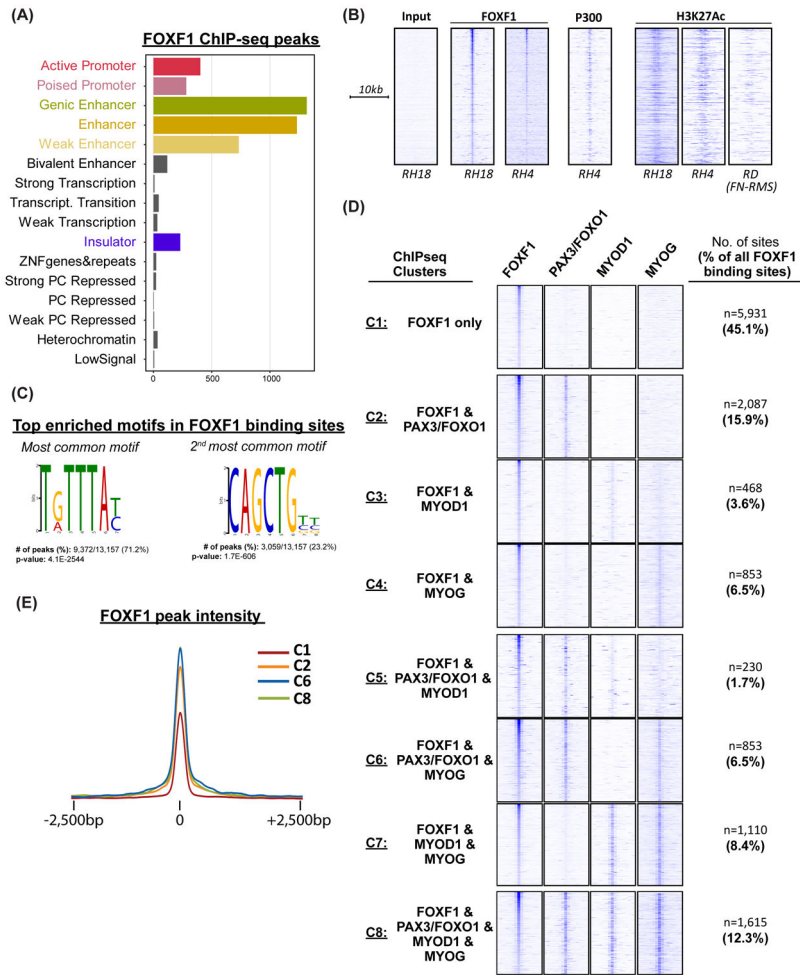 (A)
FOXF1 ChIP-seq peaks
Active Promoter
Poised Promoter
Genic Enhancer
Enhancer
Weak Enhancer
Bivalent Enhancer
Strong Transcription
Transcript. Transition
Weak Transcription
Insulator
ZNFgenes&repeats
Strong PC Repressed
PC Repressed
Weak PC Repressed
Heterochromatin
LowSignal
0 500 1000
(B)
Input FOXF1 P300 H3K27Ac
10kb
RH18 RH18 RH4 RH4 RH18 RH4 RD
(FN-RMS)
(C)
Top enriched motifs in FOXF1 binding sites
Most common motif
TGTTTAT
A C
# of peaks (%): 9,372/13,157 (71.2%)
p-value: 4.1E-2544
2nd most common motif
CAGCTGTT
CC
# of peaks (%): 3,059/13,157 (23.2%)
p-value: 1.7E-606
(D)
ChIPseq
Clusters
FOXF1
PAX3/FOXO1
MYOD1
MYOG
No. of sites
(% of all FOXF1
binding sites)
C1: FOXF1 only
n=5,931
(45.1%)
C2: FOXF1 &
PAX3/FOXO1
n=2,087
(15.9%)
C3: FOXF1 &
MYOD1
n=468
(3.6%)
C4: FOXF1 &
MYOG
n=853
(6.5%)
C5: FOXF1 &
PAX3/FOXO1 &
MYOD1
n=230
(1.7%)
C6: FOXF1 &
PAX3/FOXO1 &
MYOG
n=853
(6.5%)
C7: FOXF1 &
MYOD1 &
MYOG
n=1,110
(8.4%)
C8: FOXF1 &
PAX3/FOXO1 &
MYOD1 &
MYOG
n=1,615
(12.3%)
(E)
FOXF1 peak intensity
C1
C2
C6
C8
-2,500bp 0 +2,500bp